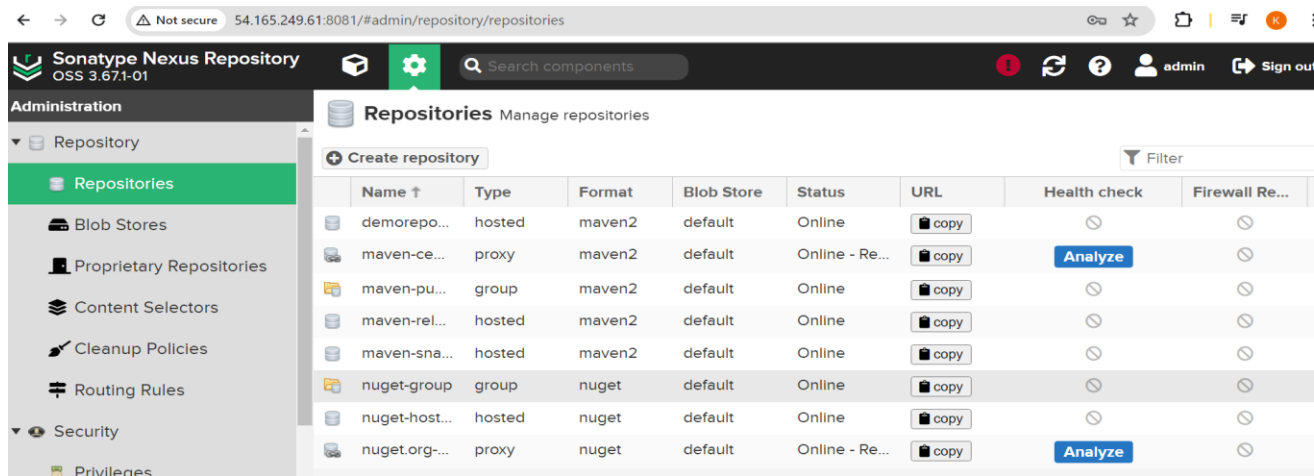 Not secure 54.165.249.61:8081/#admin/repository/repositories K
Sonatype Nexus Repository
OSS 3.67.1-01
Search components
admin Sign out
Administration
Repository
Repositories
Blob Stores
Proprietary Repositories
Content Selectors
Cleanup Policies
Routing Rules
Security
Privileges
Repositories Manage repositories
Create repository Filter
Name Type Format Blob Store Status URL Health check Firewall Re...
demorepo... hosted maven2 default Online copy
maven-ce... proxy maven2 default Online - Re... copy Analyze
maven-pu... group maven2 default Online copy
maven-rel... hosted maven2 default Online copy
maven-sna... hosted maven2 default Online copy
nuget-group group nuget default Online copy
nuget-host... hosted nuget default Online copy
nuget.org-... proxy nuget default Online - Re... copy Analyze